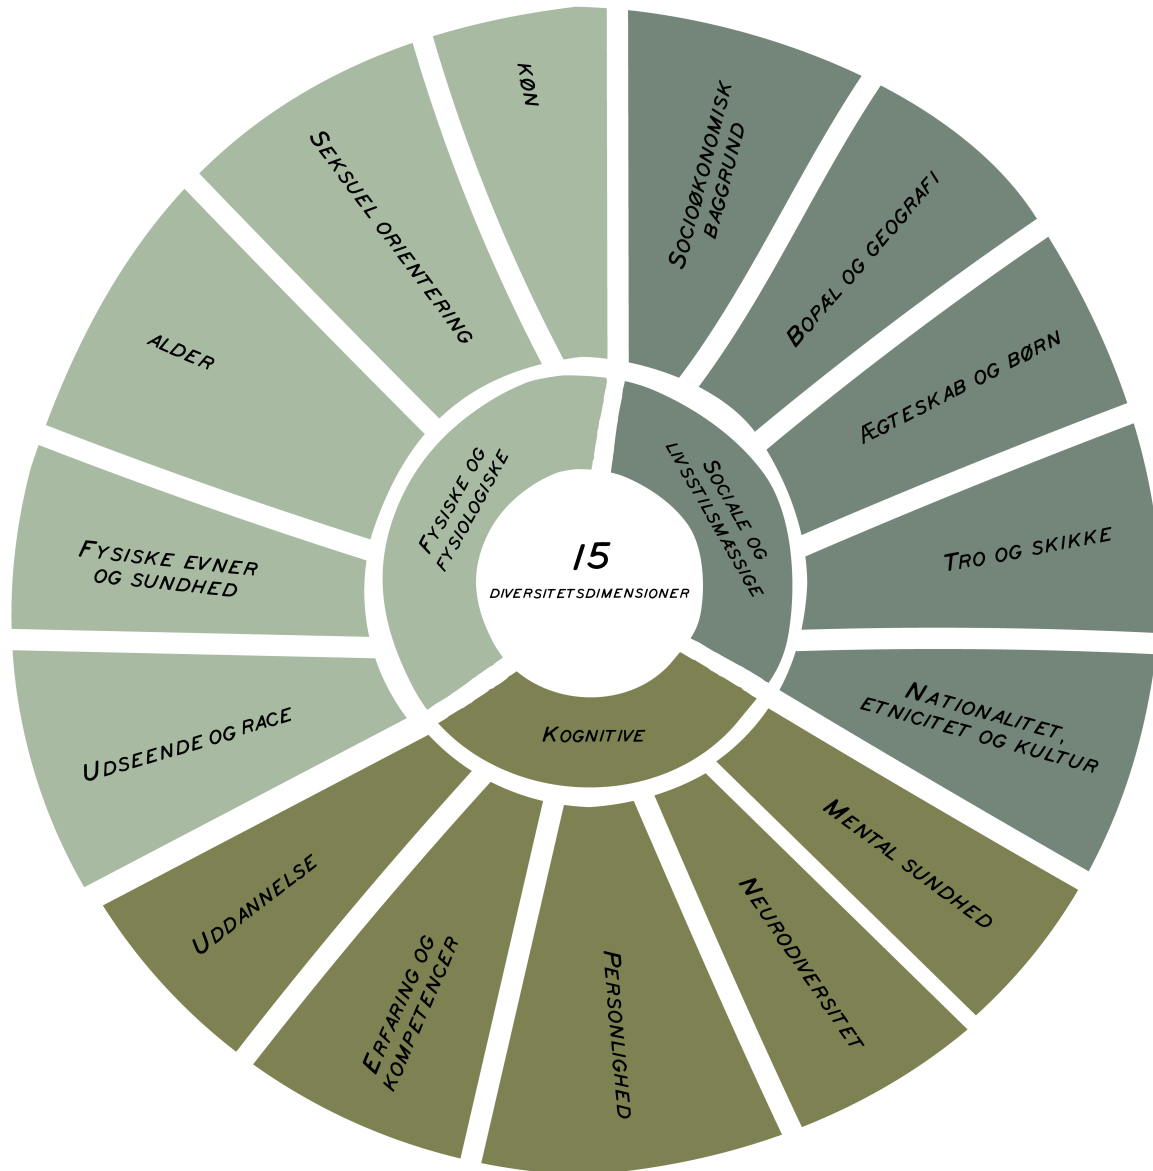 15
DIVERSITETSDIMENSIONER
FYSISKE OG
FYSIOLOGISKE
SOCIALE OG
LIVSSTILSMÆSSIGE
KOGNITIVE
KØN
SOCIOØKONOMISK
BAGGRUND
BOPÆL OG GEOGRAFI
ÆGTESKAB OG BØRN
TRO OG SKIKKE
NATIONALITET,
ETNICITET OG KULTUR
MENTAL SUNDHED
NEURODIVERSITET
PERSONLIGHED
ERFARING OG
KOMPETENCER
UDDANNELSE
UDSEENDE OG RACE
FYSISKE EVNER
OG SUNDHED
ALDER
SEKSUEL ORIENTERING